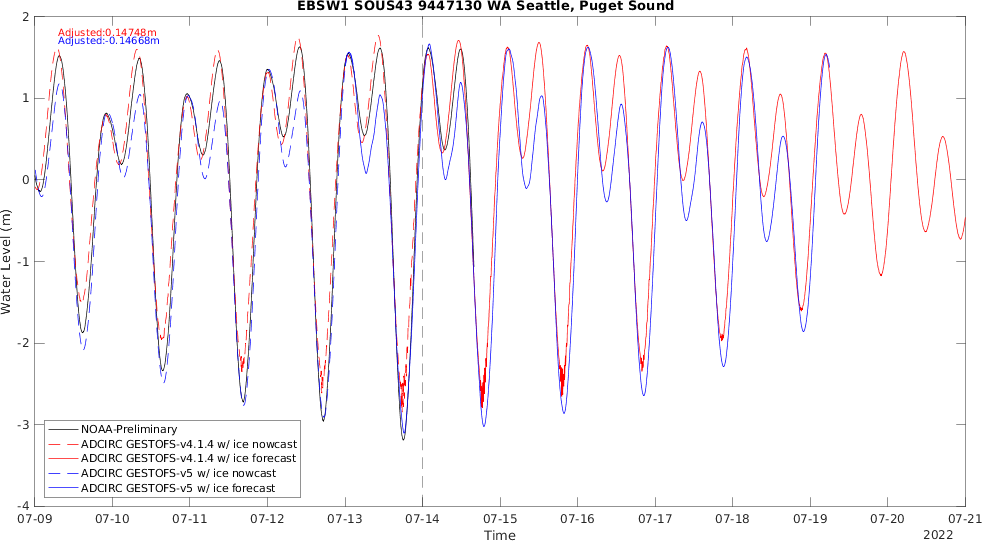 EBSW1 SOUS43 9447130 WA Seattle, Puget Sound
Adjusted:0.14748m
Adjusted:-0.14668m
2
1
0
-1
-2
-3
-4
Water Level (m)
NOAA-Preliminary
ADCIRC GESTOFS-v4.1.4 w/ ice nowcast
ADCIRC GESTOFS-v4.1.4 w/ ice forecast
ADCIRC GESTOFS-v5 w/ ice nowcast
ADCIRC GESTOFS-v5 w/ ice forecast
07-09 07-10 07-11 07-12 07-13 07-14 07-15 07-16 07-17 07-18 07-19 07-20 07-21
Time
2022